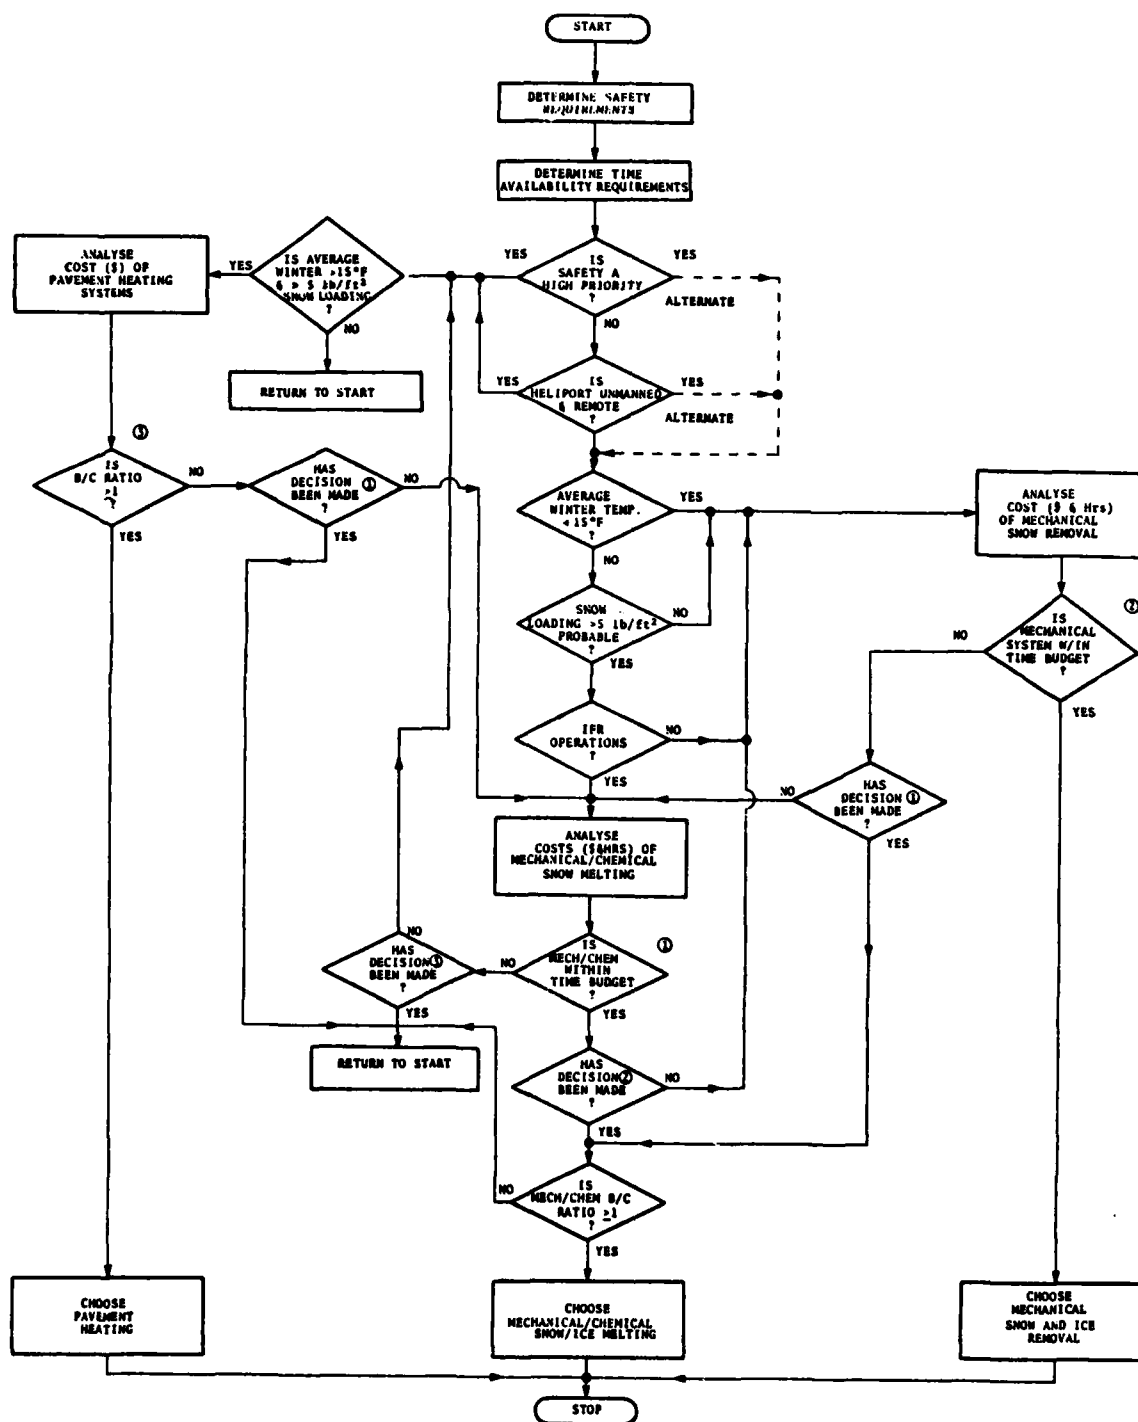 START
DETERMINE SAFETY
REQUIREMENTS
DETERMINE TIME
AVAILABILITY REQUIREMENTS
ANALYSE
COST ($) OF
PAVEMENT HEATING
SYSTEMS
YES
IS AVERAGE
WINTER >15°F
& > 5 lb/ft²
SNOW LOADING
?
NO
RETURN TO START
YES
IS
SAFETY A
HIGH PRIORITY
?
YES
ALTERNATE
NO
YES
IS
HELIPORT UNMANNED
& REMOTE
?
YES
ALTERNATE
③
IS
B/C RATIO
>1
?
NO
YES
HAS
DECISION ①
BEEN MADE
?
NO
YES
AVERAGE
WINTER TEMP.
<15°F
?
YES
NO
ANALYSE
COST ($ & Hrs)
OF MECHANICAL
SNOW REMOVAL
SNOW
LOADING >5 lb/ft²
PROBABLE
?
NO
YES
②
IS
MECHANICAL
SYSTEM W/IN
TIME BUDGET
?
NO
YES
IFR
OPERATIONS
?
NO
YES
HAS
DECISION ①
BEEN MADE
?
NO
YES
ANALYSE
COSTS ($&HRS) OF
MECHANICAL/CHEMICAL
SNOW MELTING
①
IS
MECH/CHEM
WITHIN
TIME BUDGET
?
NO
YES
NO
HAS
DECISION ③
BEEN MADE
?
YES
RETURN TO START
HAS
DECISION ②
BEEN MADE
?
NO
YES
IS
MECH/CHEM B/C
RATIO ≥1
?
NO
YES
CHOOSE
PAVEMENT
HEATING
CHOOSE
MECHANICAL/CHEMICAL
SNOW/ICE MELTING
CHOOSE
MECHANICAL
SNOW AND ICE
REMOVAL
STOP